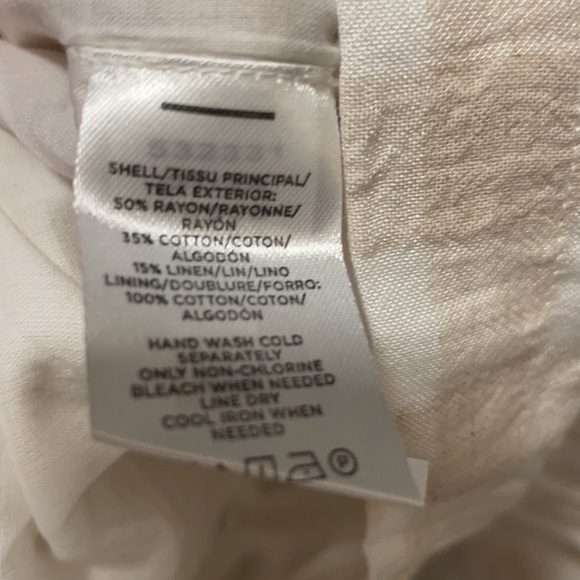 SHELL/TISSU PRINCIPAL/
TELA EXTERIOR:
50% RAYON/RAYONNE/
RAYÓN
35% COTTON/COTON/
ALGODÓN
15% LINEN/LIN/LINO
LINING/DOUBLURE/FORRO:
100% COTTON/COTON/
ALGODÓN
HAND WASH COLD
SEPARATELY
ONLY NON-CHLORINE
BLEACH WHEN NEEDED
LINE DRY
COOL IRON WHEN
NEEDED
P